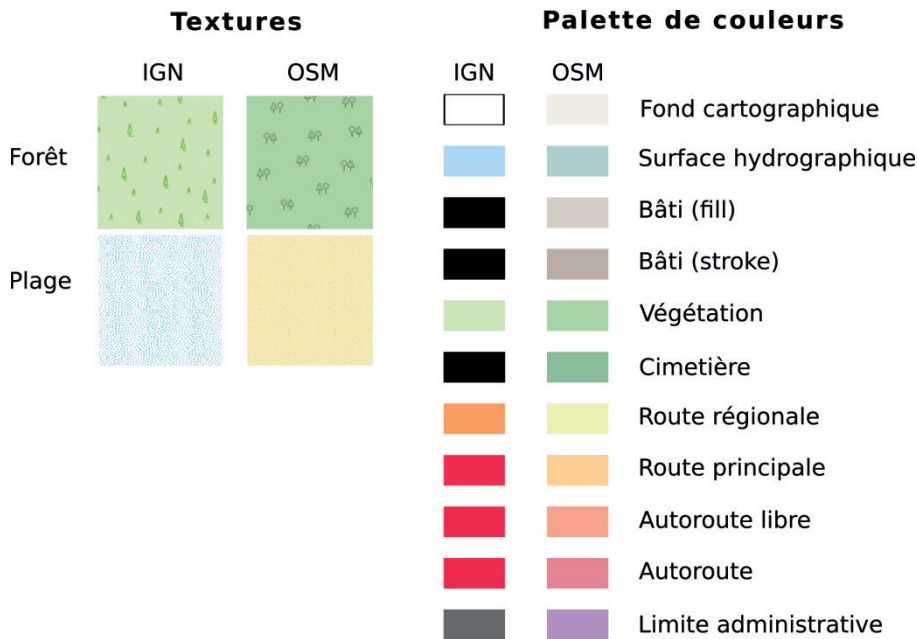 Textures
IGN OSM
Forêt
Plage
Palette de couleurs
IGN OSM
Fond cartographique
Surface hydrographique
Bâti (fill)
Bâti (stroke)
Végétation
Cimetière
Route régionale
Route principale
Autoroute libre
Autoroute
Limite administrative